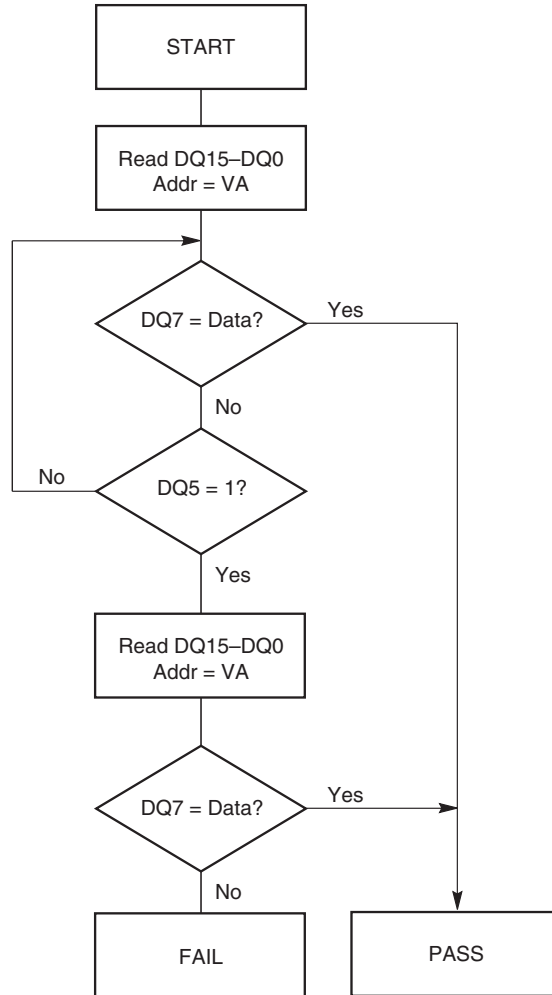 START
Read DQ15–DQ0
Addr = VA
DQ7 = Data?
Yes
No
No
DQ5 = 1?
Yes
Read DQ15–DQ0
Addr = VA
DQ7 = Data?
Yes
No
FAIL
PASS